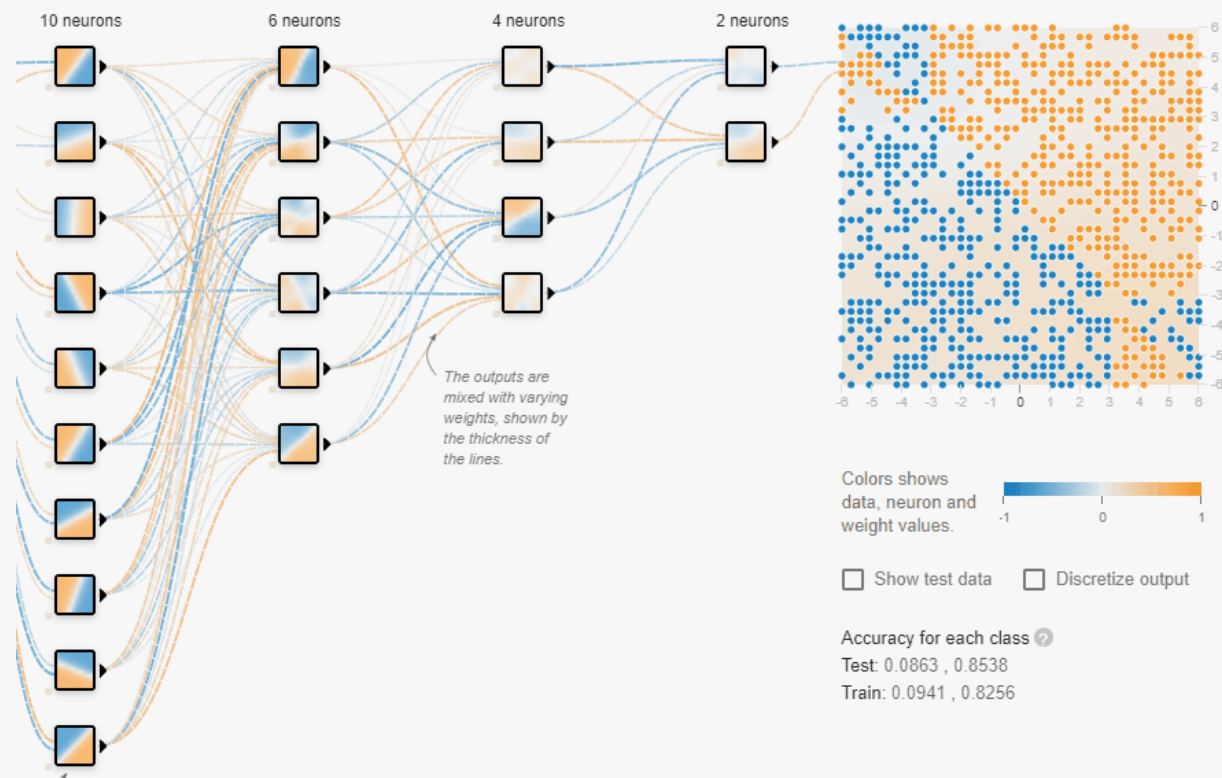 10 neurons
6 neurons
4 neurons
2 neurons
The outputs are
mixed with varying
weights, shown by
the thickness of
the lines.
6
5
4
3
2
1
0
-1
-2
-3
-4
-5
-6
-6 -5 -4 -3 -2 -1 0 1 2 3 4 5 6
Colors shows
data, neuron and
weight values.
-1 0 1
Show test data
Discretize output
Accuracy for each class ?
Test: 0.0863 , 0.8538
Train: 0.0941 , 0.8256